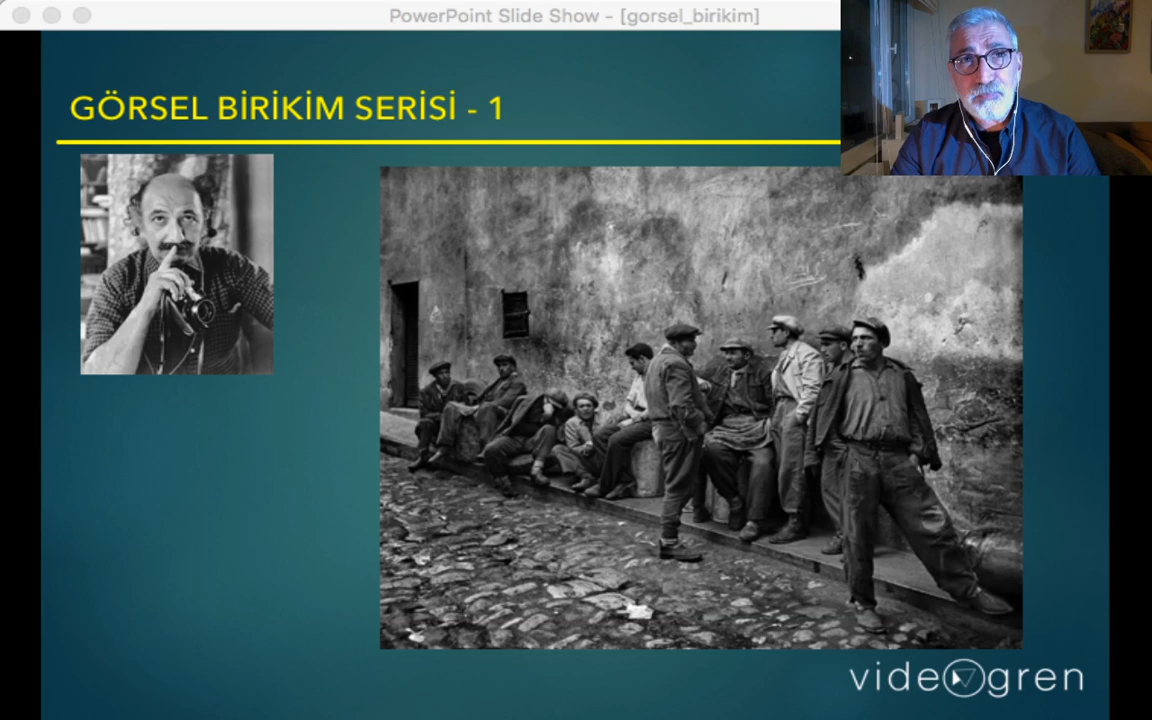 PowerPoint Slide Show - [gorsel_birikim]
GÖRSEL BİRİKİM SERİSİ - 1
videogren